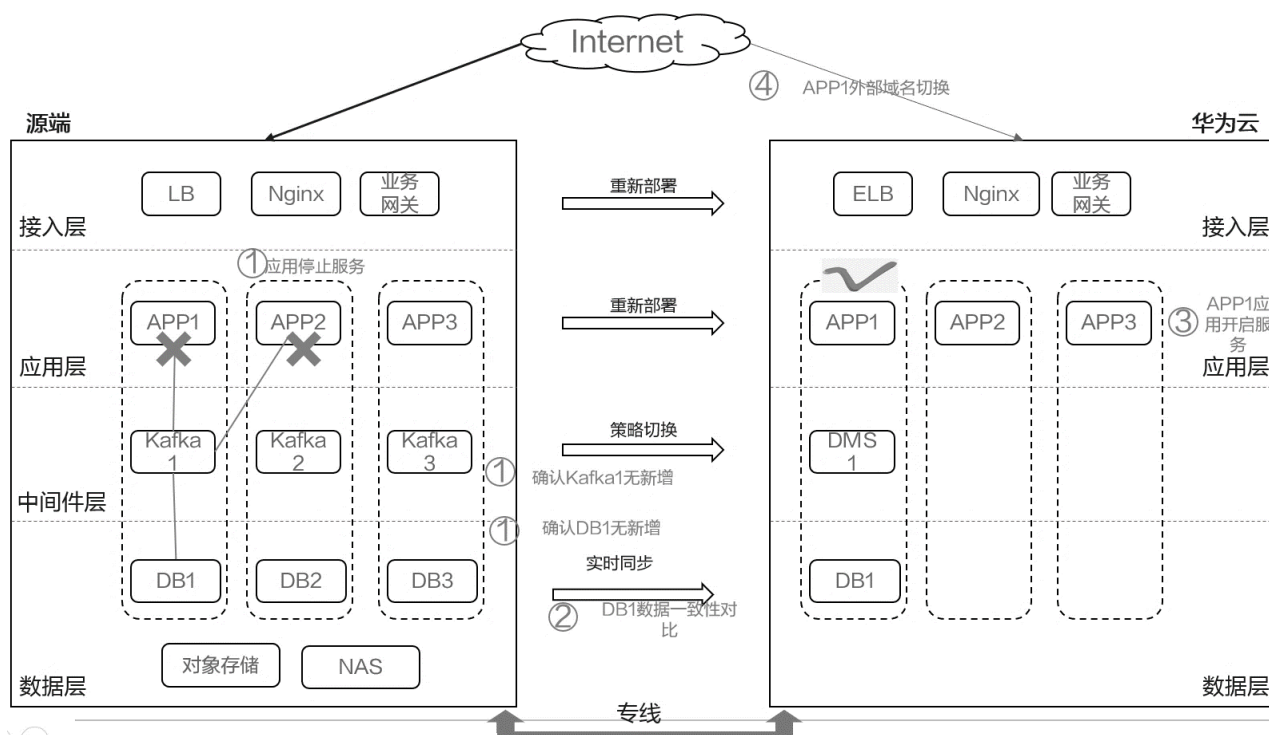 Internet
④ APP1外部域名切换
源端
华为云
LB
Nginx
业务
网关
接入层
重新部署
ELB
Nginx
业务
网关
接入层
①应用停止服务
APP1
APP2
APP3
应用层
重新部署
APP1
APP2
APP3
③
APP1应
用开启服
务
应用层
Kafka
1
Kafka
2
Kafka
3
中间件层
策略切换
① 确认Kafka1无新增
DMS
1
① 确认DB1无新增
实时同步
② DB1数据一致性对
比
DB1
DB2
DB3
DB1
对象存储
NAS
数据层
数据层
专线